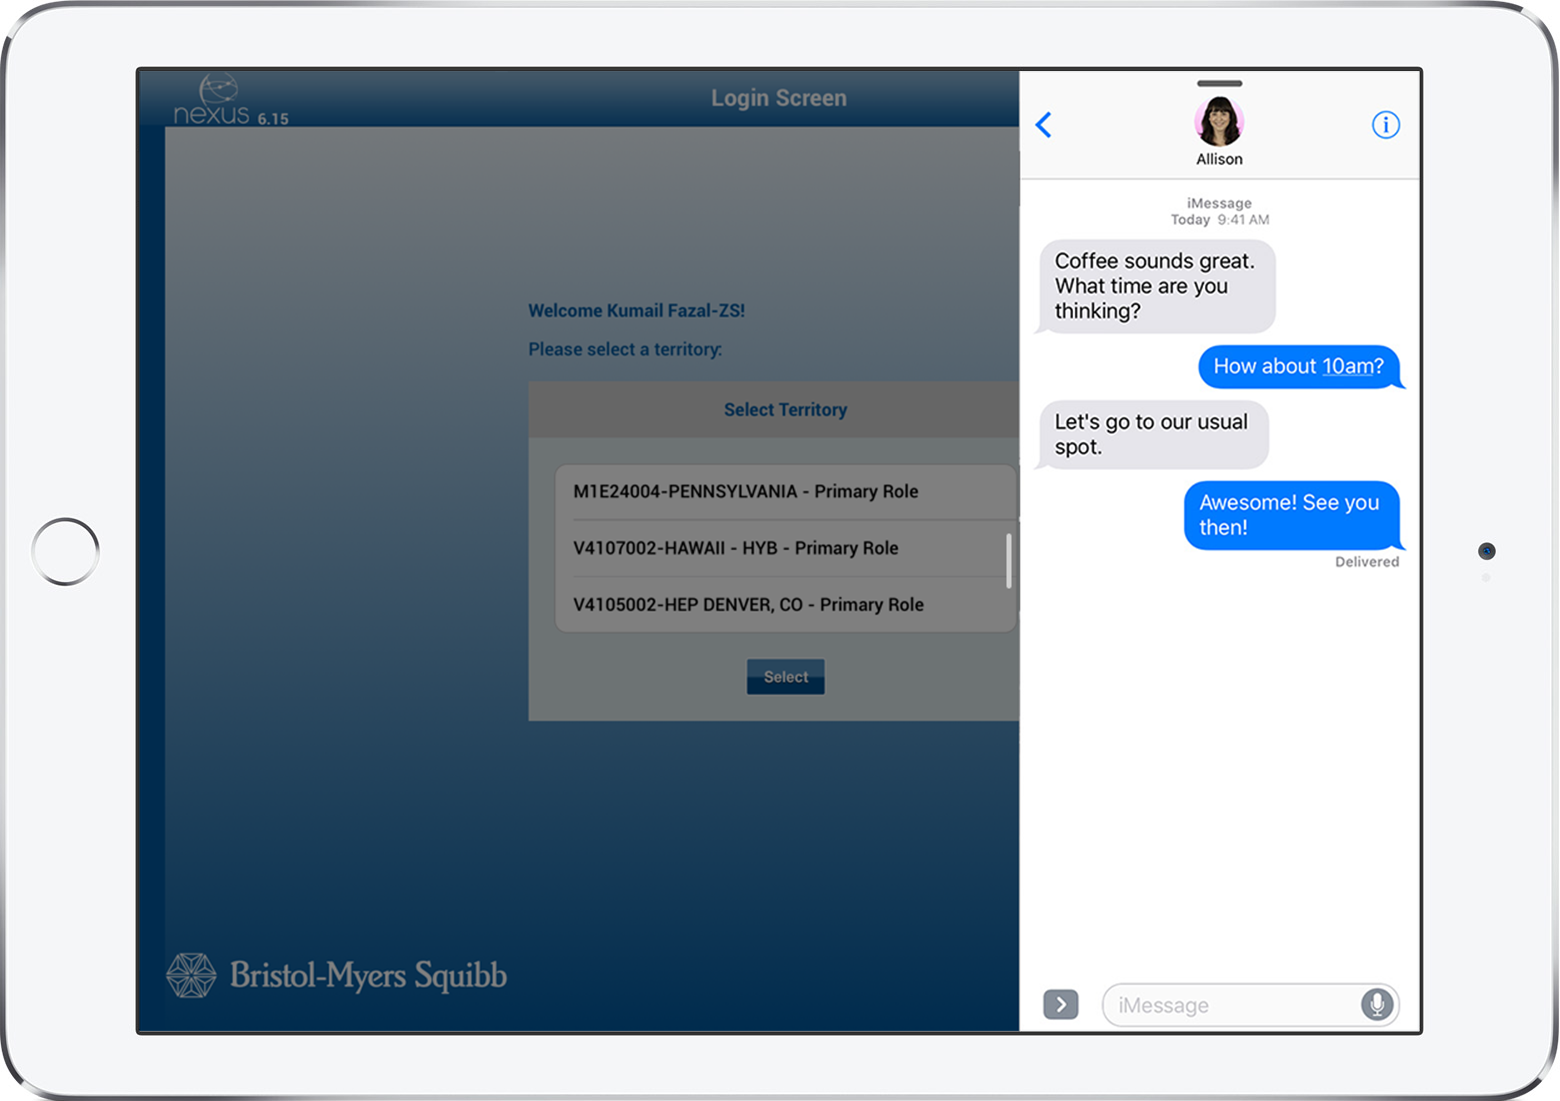 nexus 6.15
Login Screen
Welcome Kumail Fazal-ZS!
Please select a territory:
Select Territory
M1E24004-PENNSYLVANIA - Primary Role
V4107002-HAWAII - HYB - Primary Role
V4105002-HEP DENVER, CO - Primary Role
Select
Bristol-Myers Squibb
Allison
iMessage
Today 9:41 AM
Coffee sounds great.
What time are you
thinking?
How about 10am?
Let's go to our usual
spot.
Awesome! See you
then!
Delivered
iMessage